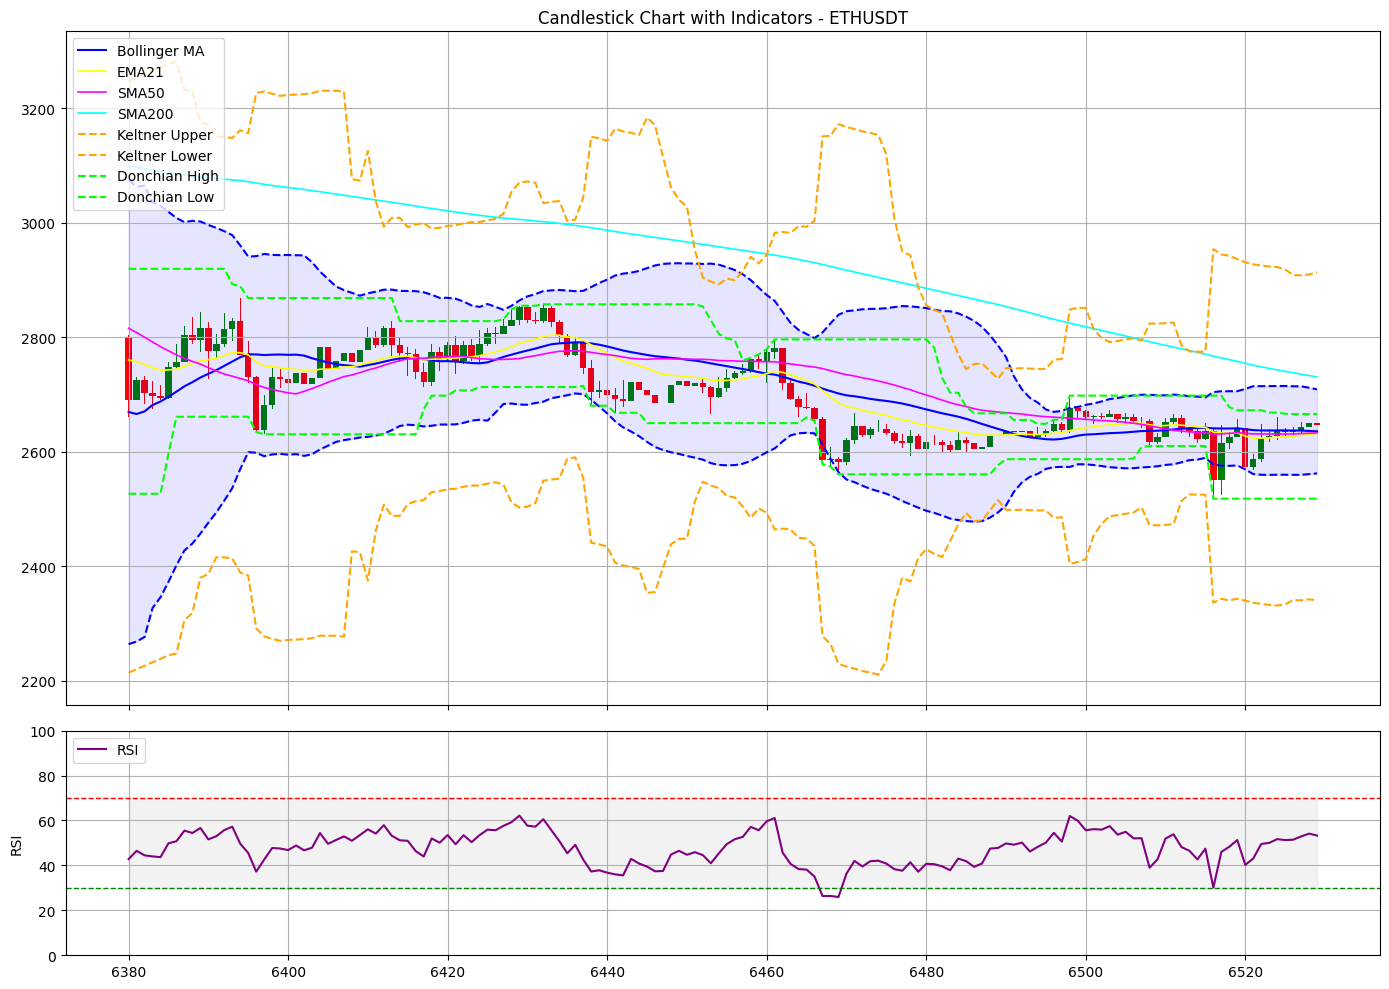 Candlestick Chart with Indicators - ETHUSDT
Bollinger MA
EMA21
SMA50
SMA200
Keltner Upper
Keltner Lower
Donchian High
Donchian Low
3200
3000
2800
2600
2400
2200
RSI
100
80
60
40
20
0
RSI
6380
6400
6420
6440
6460
6480
6500
6520